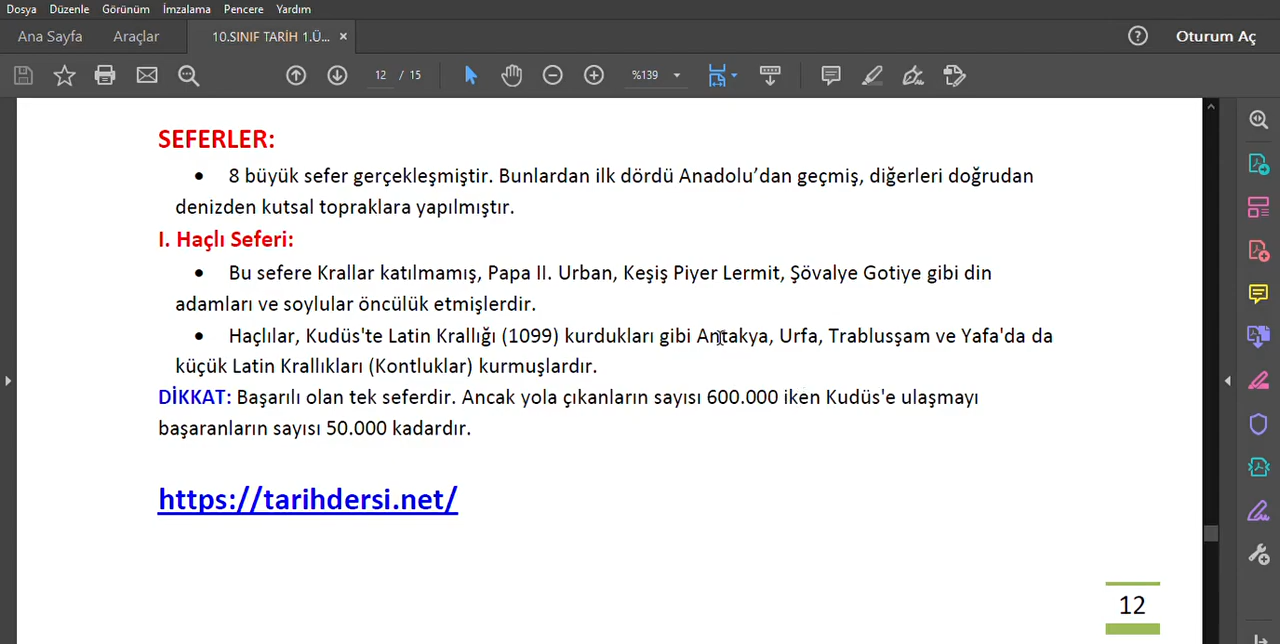 Dosya Düzenle Görünüm İmzalama Pencere Yardım
Ana Sayfa Araçlar 10.SINIF TARİH 1.Ü... × ? Oturum Aç
12 / 15 %139
SEFERLER:
• 8 büyük sefer gerçekleşmiştir. Bunlardan ilk dördü Anadolu’dan geçmiş, diğerleri doğrudan
denizden kutsal topraklara yapılmıştır.
I. Haçlı Seferi:
• Bu sefere Krallar katılmamış, Papa II. Urban, Keşiş Piyer Lermit, Şövalye Gotiye gibi din
adamları ve soylular öncülük etmişlerdir.
• Haçlılar, Kudüs'te Latin Krallığı (1099) kurdukları gibi Antakya, Urfa, Trablusşam ve Yafa'da da
küçük Latin Krallıkları (Kontluklar) kurmuşlardır.
DİKKAT: Başarılı olan tek seferdir. Ancak yola çıkanların sayısı 600.000 iken Kudüs'e ulaşmayı
başaranların sayısı 50.000 kadardır.
https://tarihdersi.net/
12